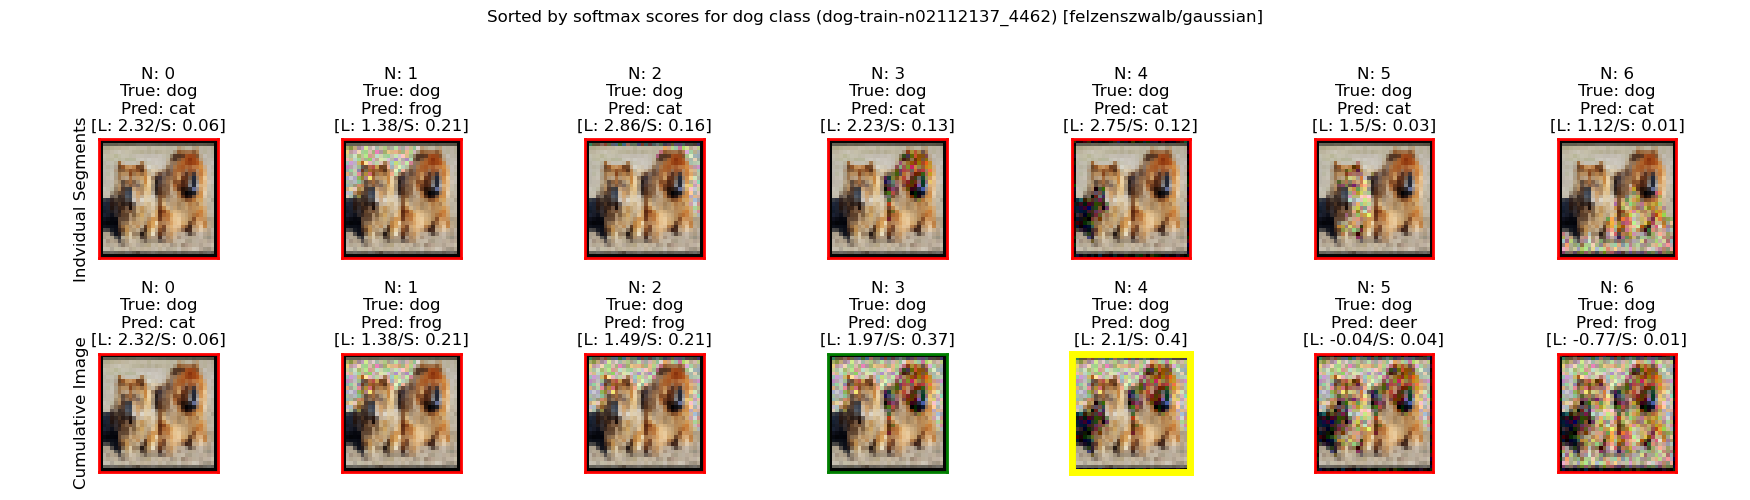 Sorted by softmax scores for dog class (dog-train-n02112137_4462) [felzenszwalb/gaussian]
Indvidual Segments
N: 0
True: dog
Pred: cat
[L: 2.32/S: 0.06]
N: 1
True: dog
Pred: frog
[L: 1.38/S: 0.21]
N: 2
True: dog
Pred: cat
[L: 2.86/S: 0.16]
N: 3
True: dog
Pred: cat
[L: 2.23/S: 0.13]
N: 4
True: dog
Pred: cat
[L: 2.75/S: 0.12]
N: 5
True: dog
Pred: cat
[L: 1.5/S: 0.03]
N: 6
True: dog
Pred: cat
[L: 1.12/S: 0.01]
Cumulative Image
N: 0
True: dog
Pred: cat
[L: 2.32/S: 0.06]
N: 1
True: dog
Pred: frog
[L: 1.38/S: 0.21]
N: 2
True: dog
Pred: frog
[L: 1.49/S: 0.21]
N: 3
True: dog
Pred: dog
[L: 1.97/S: 0.37]
N: 4
True: dog
Pred: dog
[L: 2.1/S: 0.4]
N: 5
True: dog
Pred: deer
[L: -0.04/S: 0.04]
N: 6
True: dog
Pred: frog
[L: -0.77/S: 0.01]